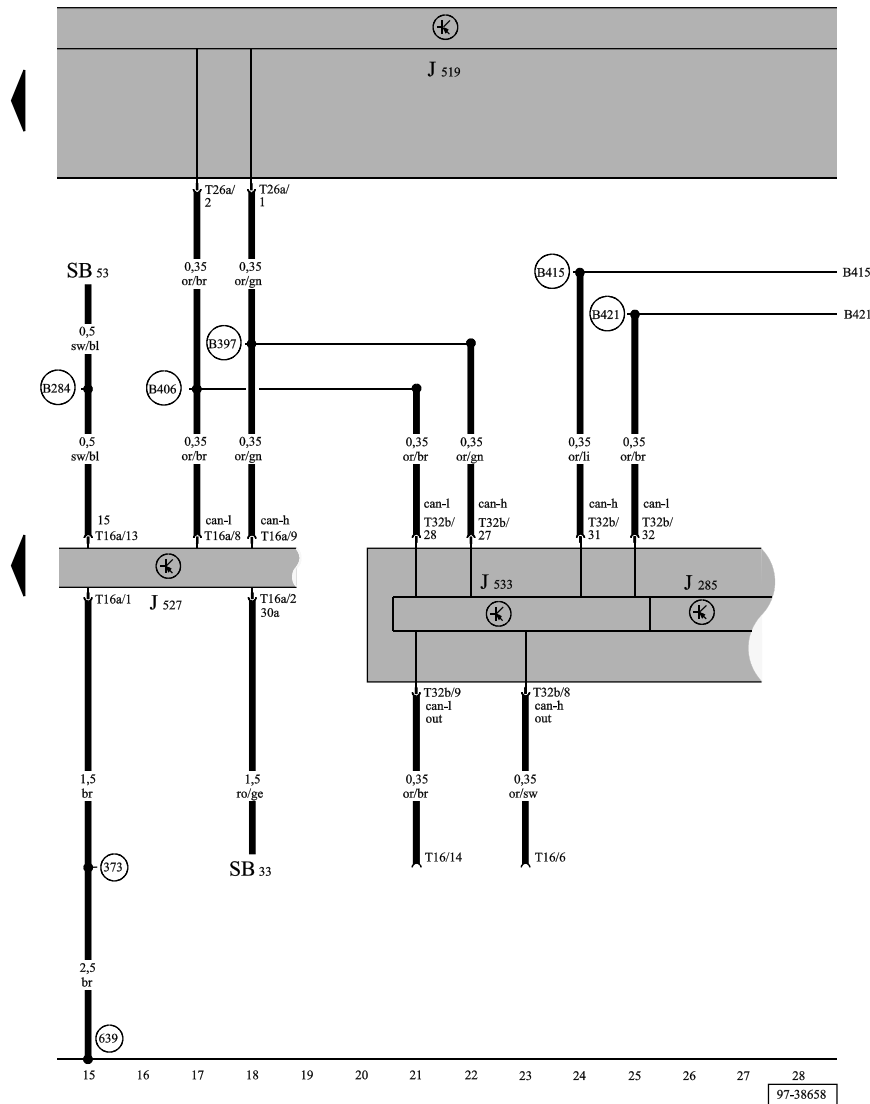 J 519
T26a/
2
T26a/
1
SB 53
0,35
or/br
0,35
or/gn
B415
B415
B421
B421
0,5
sw/bl
B397
B284
B406
0,5
sw/bl
0,35
or/br
0,35
or/gn
0,35
or/br
0,35
or/gn
0,35
or/li
0,35
or/br
15
T16a/13
can-l
T16a/8
can-h
T16a/9
can-l
T32b/
28
can-h
T32b/
27
can-h
T32b/
31
can-l
T32b/
32
J 533
J 285
T16a/1
J 527
T16a/2
30a
T32b/9
can-l
out
T32b/8
can-h
out
1,5
br
1,5
ro/ge
0,35
or/br
0,35
or/sw
T16/14
T16/6
373
SB 33
2,5
br
639
15 16 17 18 19 20 21 22 23 24 25 26 27 28
97-38658